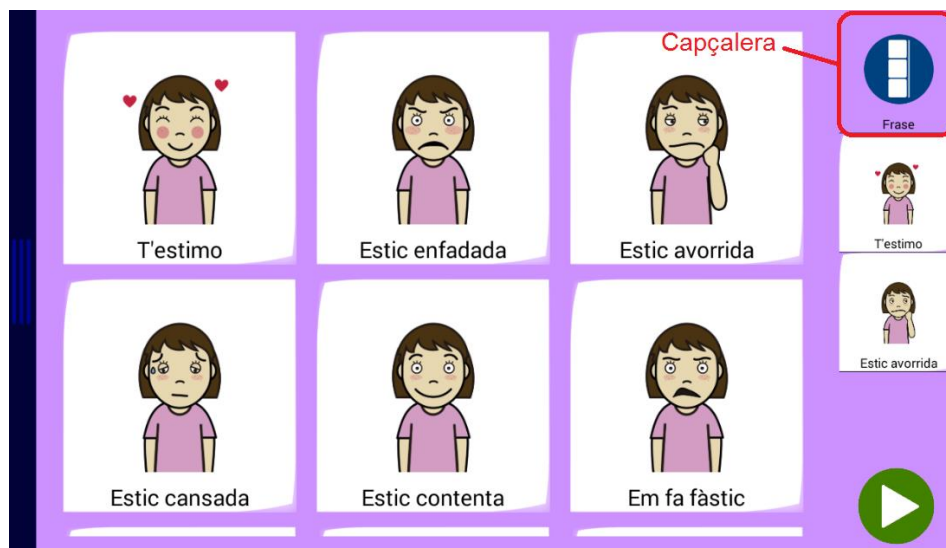 Capçalera
Frase
T'estimo
Estic enfadada
Estic avorrida
T'estimo
Estic avorrida
Estic cansada
Estic contenta
Em fa fàstic